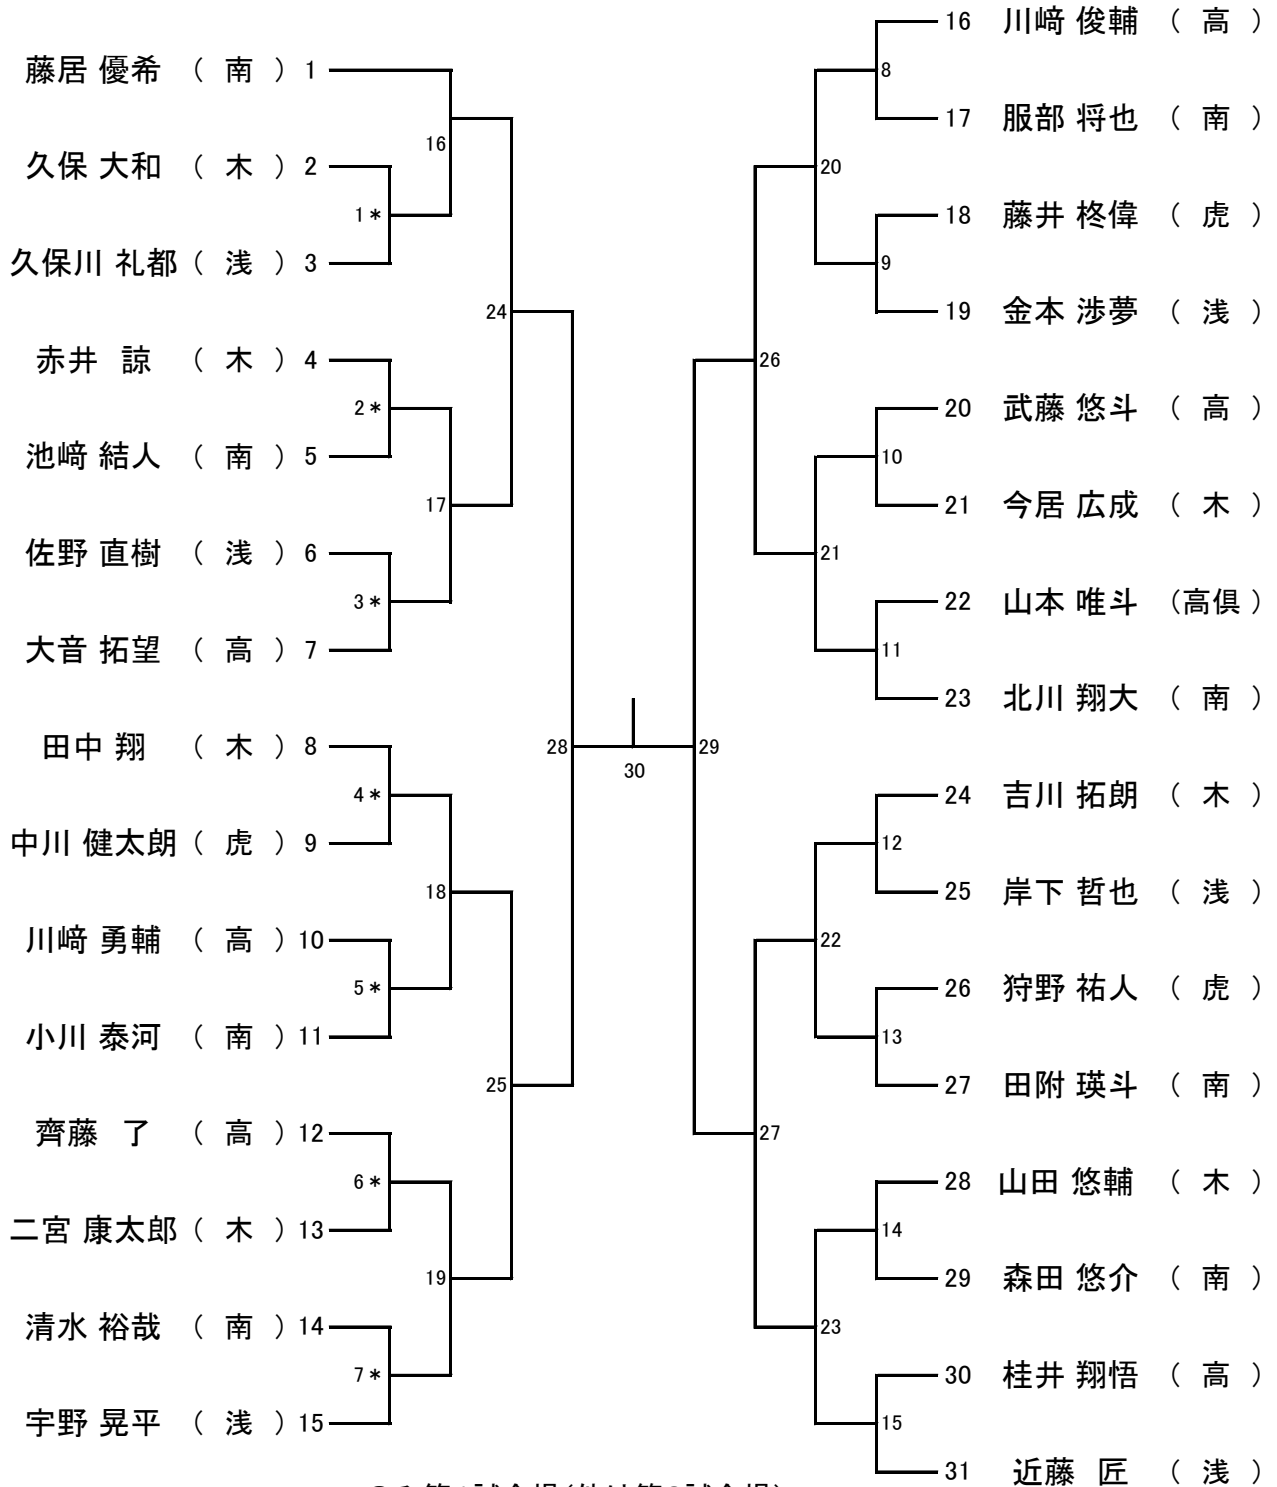 藤居 優希 （ 南 ） 1
久保 大和 （ 木 ） 2
久保川 礼都 （ 浅 ） 3
赤井 諒 （ 木 ） 4
池﨑 結人 （ 南 ） 5
佐野 直樹 （ 浅 ） 6
大音 拓望 （ 高 ） 7
田中 翔 （ 木 ） 8
中川 健太朗 （ 虎 ） 9
川﨑 勇輔 （ 高 ） 10
小川 泰河 （ 南 ） 11
齊藤 了 （ 高 ） 12
二宮 康太郎 （ 木 ） 13
清水 裕哉 （ 南 ） 14
宇野 晃平 （ 浅 ） 15
1＊
2＊
3＊
4＊
5＊
6＊
7＊
16
17
18
19
24
25
28
30
29
26
27
20
21
22
23
8
9
10
11
12
13
14
15
16 川﨑 俊輔 （ 高 ）
17 服部 将也 （ 南 ）
18 藤井 柊偉 （ 虎 ）
19 金本 渉夢 （ 浅 ）
20 武藤 悠斗 （ 高 ）
21 今居 広成 （ 木 ）
22 山本 唯斗 （高倶 ）
23 北川 翔大 （ 南 ）
24 吉川 拓朗 （ 木 ）
25 岸下 哲也 （ 浅 ）
26 狩野 祐人 （ 虎 ）
27 田附 瑛斗 （ 南 ）
28 山田 悠輔 （ 木 ）
29 森田 悠介 （ 南 ）
30 桂井 翔悟 （ 高 ）
31 近藤 匠 （ 浅 ）